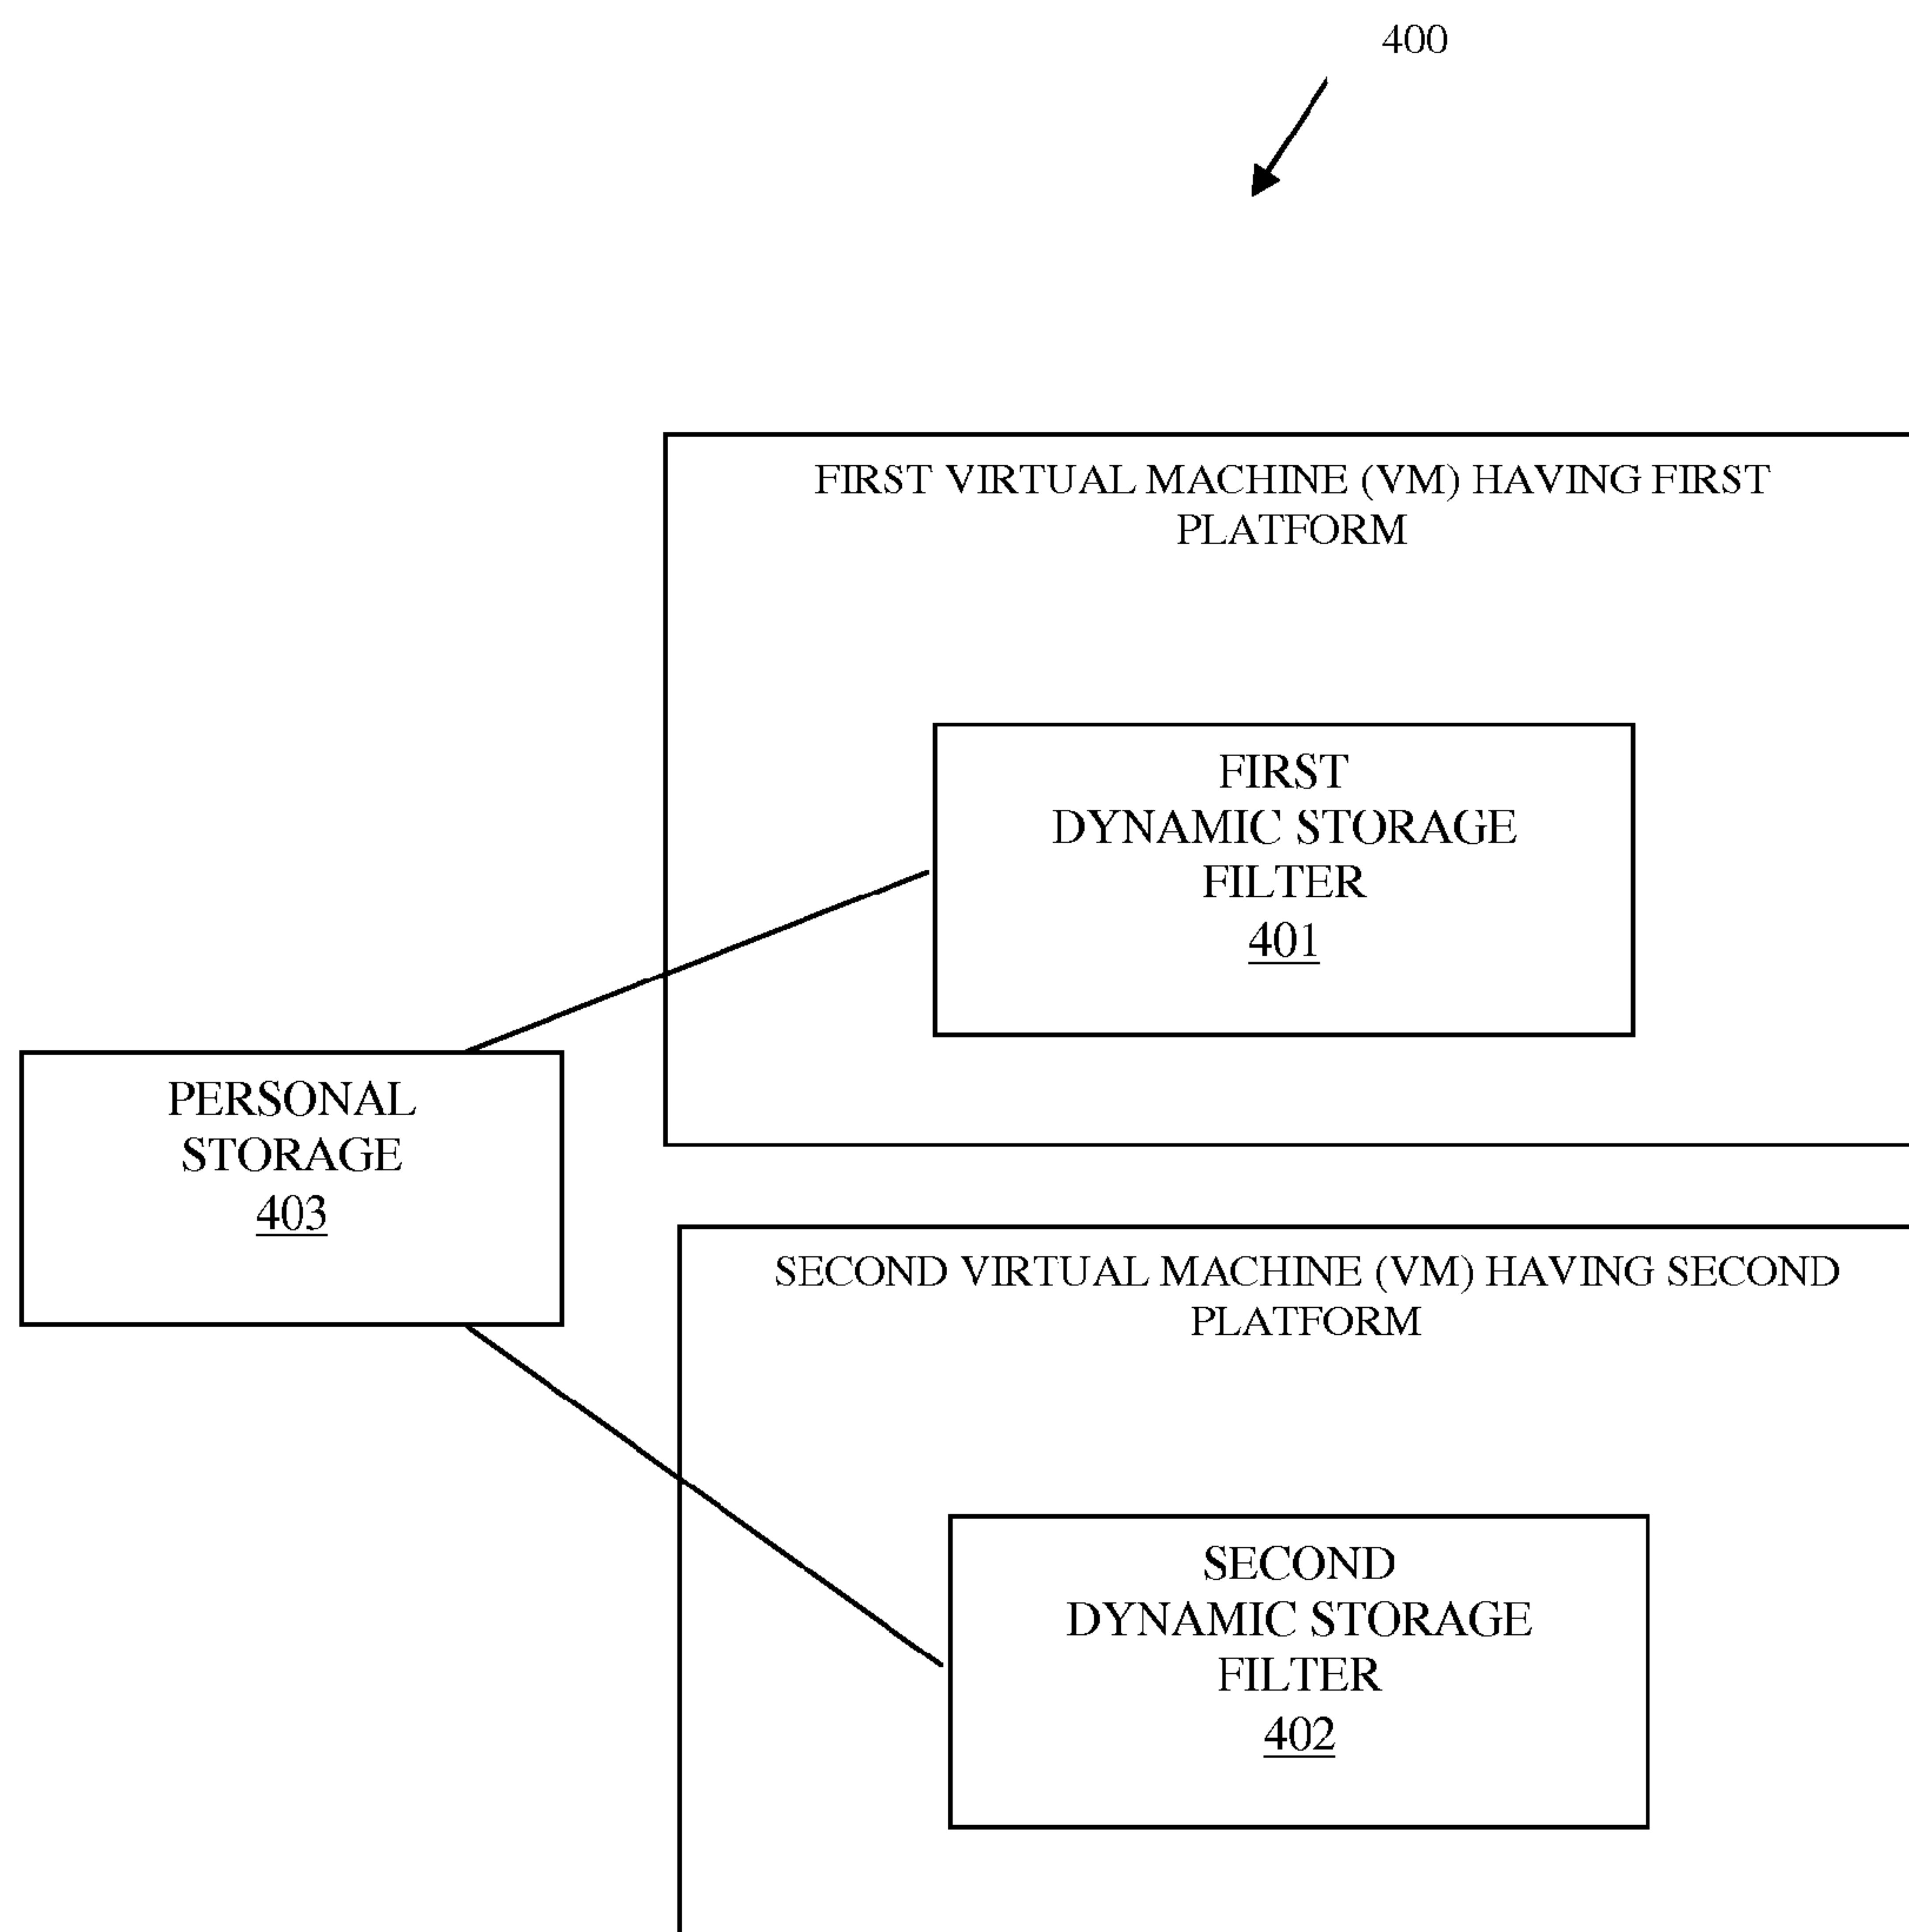 400
FIRST VIRTUAL MACHINE (VM) HAVING FIRST
PLATFORM
FIRST
DYNAMIC STORAGE
FILTER
401
PERSONAL
STORAGE
403
SECOND VIRTUAL MACHINE (VM) HAVING SECOND
PLATFORM
SECOND
DYNAMIC STORAGE
FILTER
402